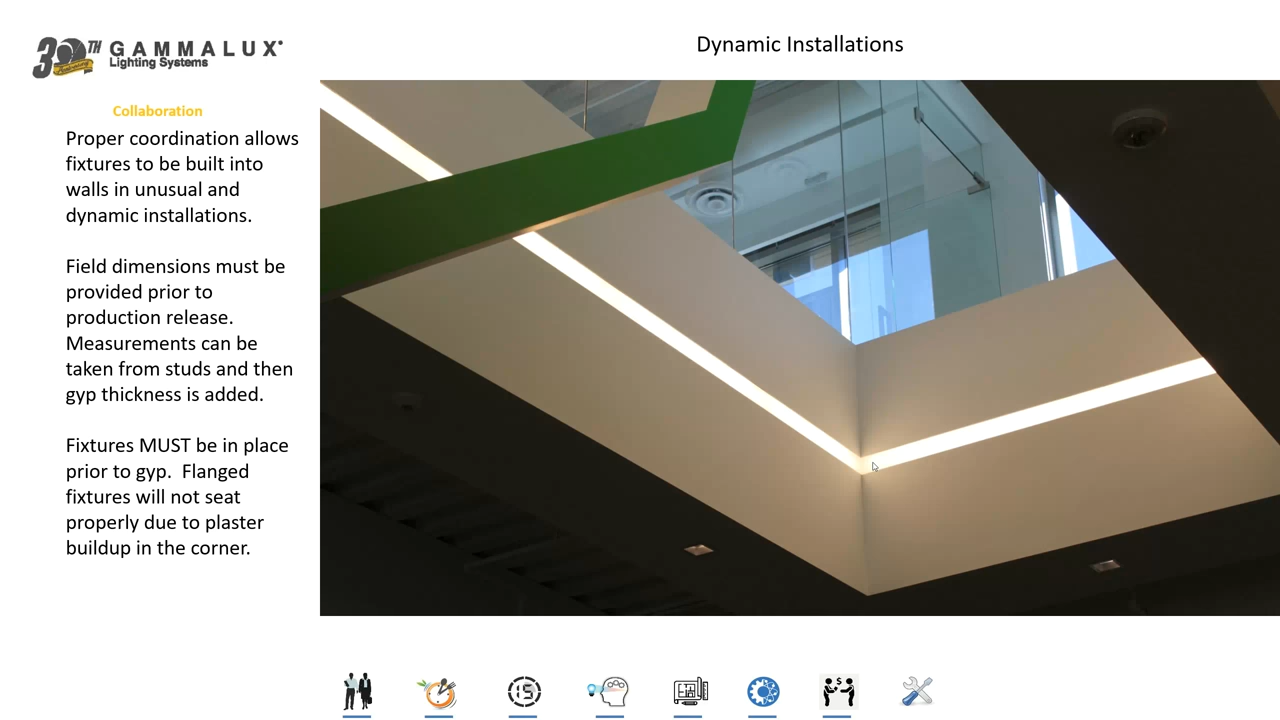 30TH GAMMALUX
Lighting Systems
Dynamic Installations
Collaboration
Proper coordination allows
fixtures to be built into
walls in unusual and
dynamic installations.
Field dimensions must be
provided prior to
production release.
Measurements can be
taken from studs and then
gyp thickness is added.
Fixtures MUST be in place
prior to gyp. Flanged
fixtures will not seat
properly due to plaster
buildup in the corner.
15
$